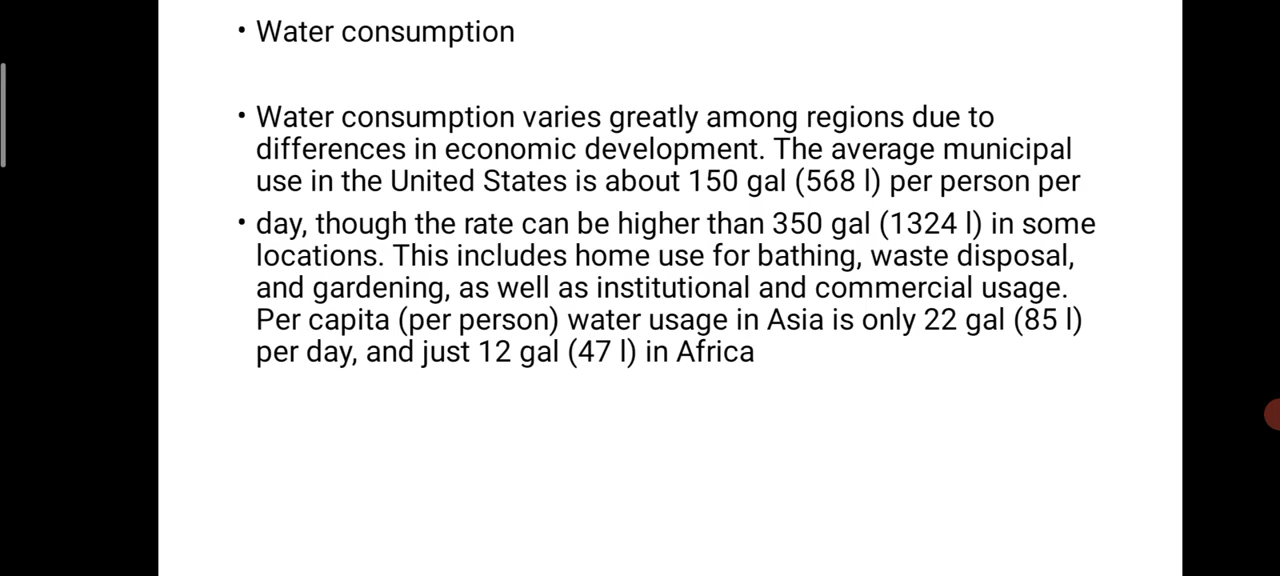 • Water consumption
• Water consumption varies greatly among regions due to
differences in economic development. The average municipal
use in the United States is about 150 gal (568 l) per person per
• day, though the rate can be higher than 350 gal (1324 l) in some
locations. This includes home use for bathing, waste disposal,
and gardening, as well as institutional and commercial usage.
Per capita (per person) water usage in Asia is only 22 gal (85 l)
per day, and just 12 gal (47 l) in Africa